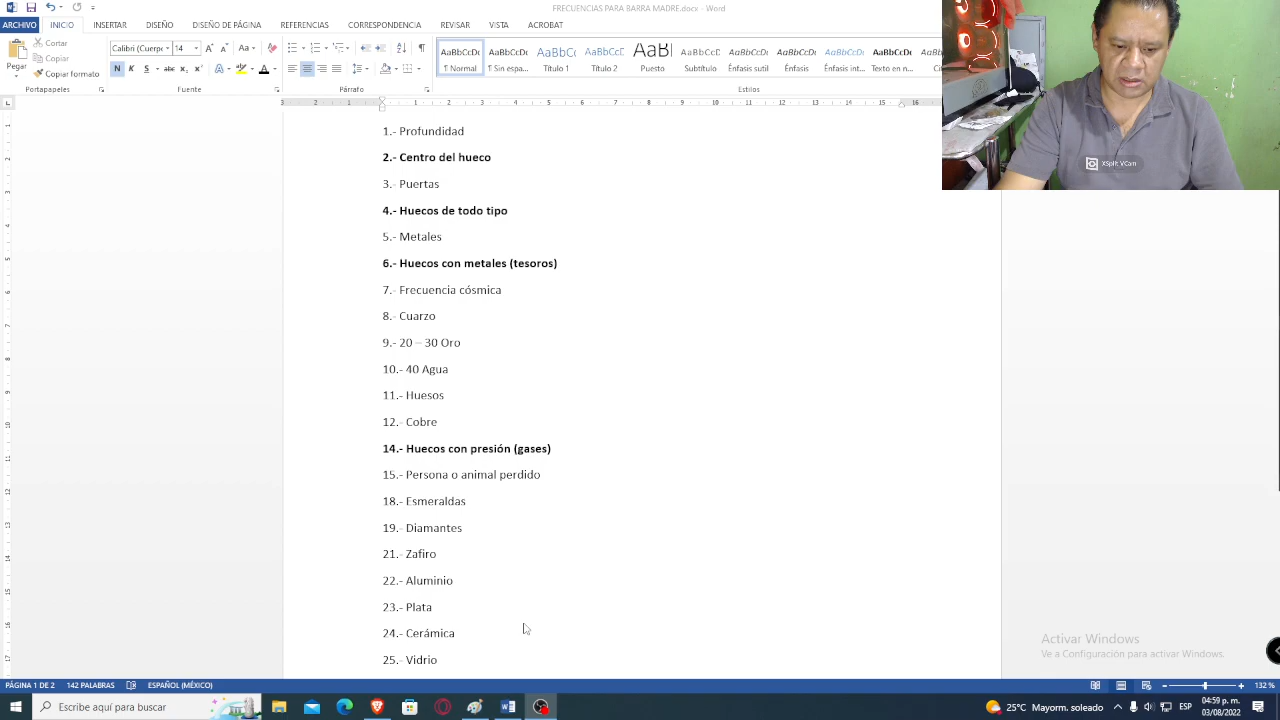 FRECUENCIAS PARA BARRA MADRE.docx - Word
ARCHIVO INICIO INSERTAR DISEÑO DISEÑO DE PÁGINA REFERENCIAS CORRESPONDENCIA REVISAR VISTA ACROBAT
Cortar
Copiar
Copiar formato
Pegar
Portapapeles
Calibri (Cuerpo 14
Fuente
Párrafo
AaBbCcDc AaBbCcDc AaBbCc AaBbCcE AaBl AaBbCcD AaBbCcDc AaBbCcDc AaBbCcDc AaBbCcDc
¶ Normal ¶ Sin espa... Título 1 Título 2 Puesto Subtítulo Énfasis sutil Énfasis Énfasis int... Texto en n...
Estilos
XSplit VCam
1.- Profundidad
2.- Centro del hueco
3.- Puertas
4.- Huecos de todo tipo
5.- Metales
6.- Huecos con metales (tesoros)
7.- Frecuencia cósmica
8.- Cuarzo
9.- 20 – 30 Oro
10.- 40 Agua
11.- Huesos
12.- Cobre
14.- Huecos con presión (gases)
15.- Persona o animal perdido
18.- Esmeraldas
19.- Diamantes
21.- Zafiro
22.- Aluminio
23.- Plata
24.- Cerámica
25.- Vidrio
Activar Windows
Ve a Configuración para activar Windows.
PÁGINA 1 DE 2 142 PALABRAS ESPAÑOL (MÉXICO) 132 %
Escribe aquí para buscar
25°C Mayorm. soleado ESP 04:59 p. m.
03/08/2022